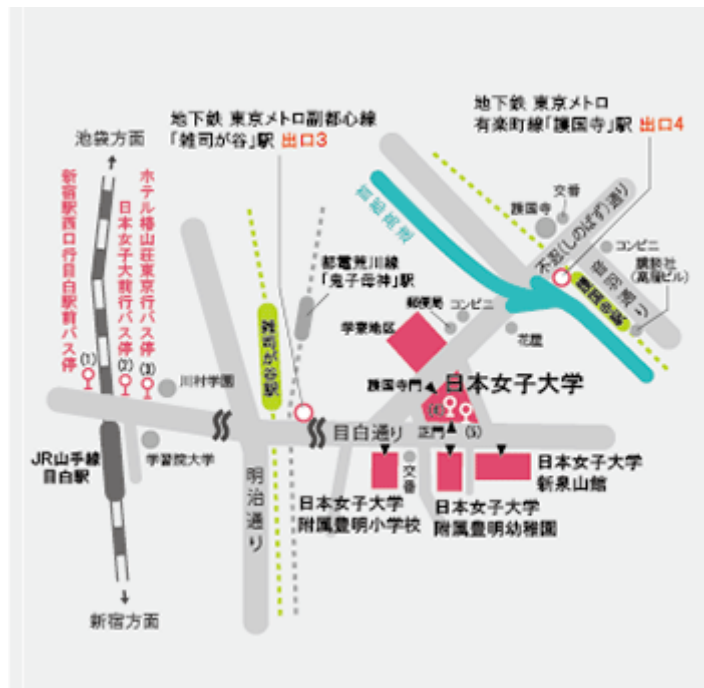 地下鉄 東京メトロ副都心線
「雑司が谷」駅 出口3
地下鉄 東京メトロ
有楽町線「護国寺」駅 出口4
池袋方面
新宿駅西口行目白駅前バス停
(1)
日本女子大前行バス停
(2)
ホテル椿山荘東京行バス停
(3)
川村学園
学習院大学
JR山手線
目白駅
新宿方面
雑司が谷駅
明治通り
都電荒川線
「鬼子母神」駅
首都高速
護国寺
交番
不忍(しのばず)通り
コンビニ
講談社
音羽通り
護国寺駅
郵便局
コンビニ
花屋
学寮地区
護国寺門
日本女子大学
(4)
(5)
目白通り
正門
交番
日本女子大学
附属豊明小学校
日本女子大学
附属豊明幼稚園
日本女子大学
新泉山館